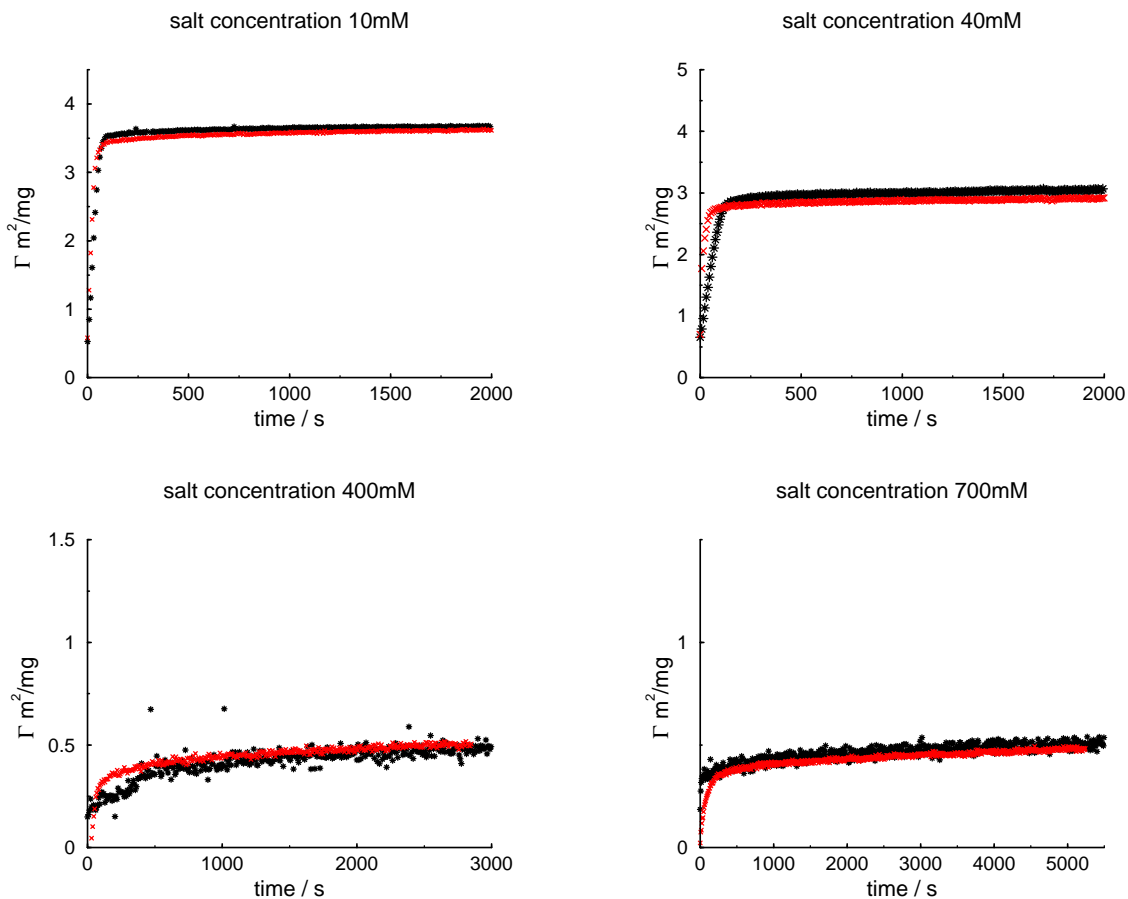 salt concentration 10mM
4
3
2
1
0
Γ m²/mg
0 500 1000 1500 2000
time / s
salt concentration 40mM
5
4
3
2
1
0
Γ m²/mg
0 500 1000 1500 2000
time / s
salt concentration 400mM
1.5
1
0.5
0
Γ m²/mg
0 1000 2000 3000
time / s
salt concentration 700mM
1
0
Γ m²/mg
0 1000 2000 3000 4000 5000
time / s